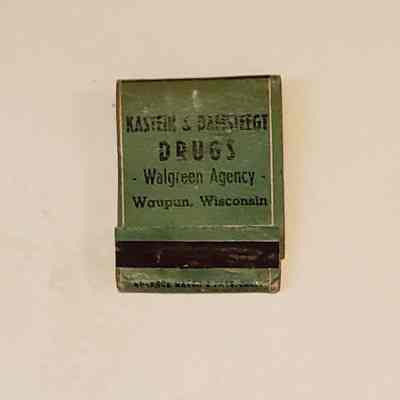 KASTEIN & DAMSTEEGT
DRUGS
- Walgreen Agency -
Waupun, Wisconsin